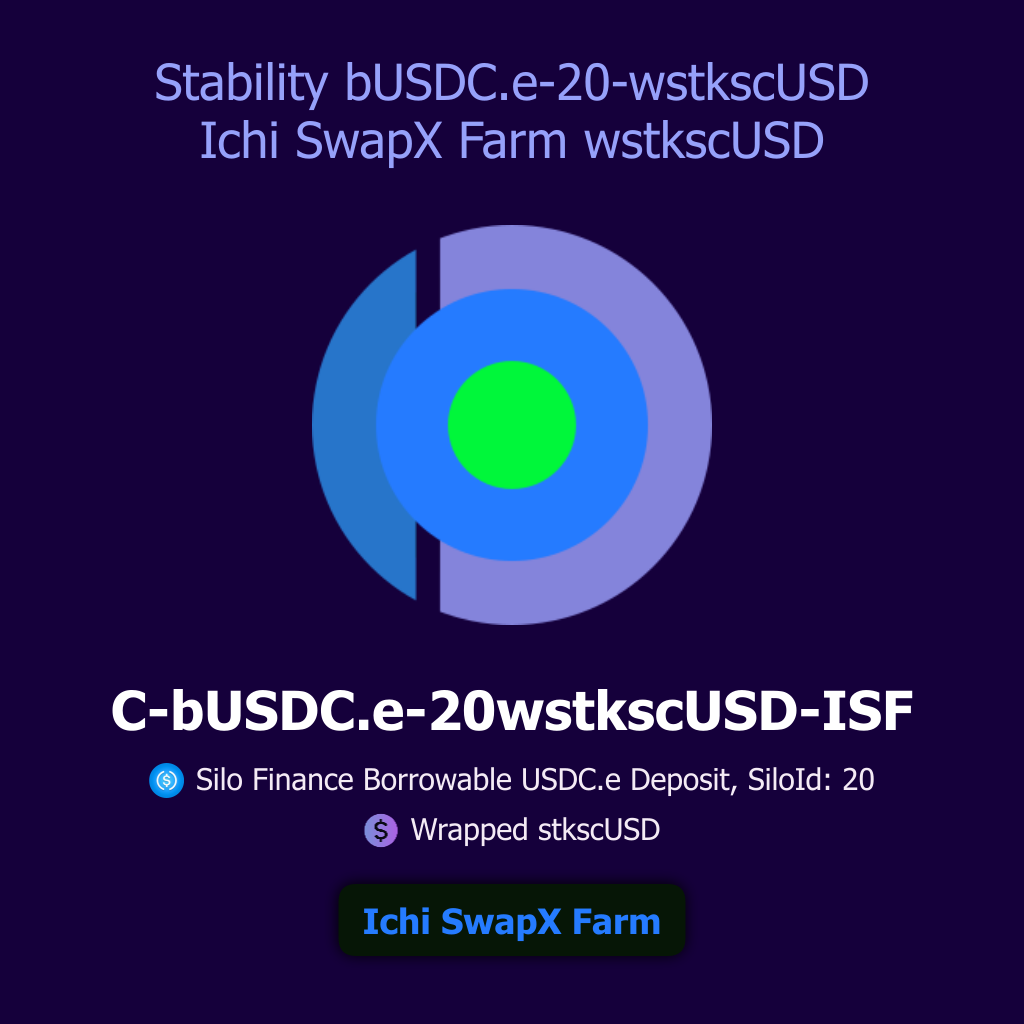 Stability bUSDC.e-20-wstkscUSD
Ichi SwapX Farm wstkscUSD
C-bUSDC.e-20wstkscUSD-ISF
Silo Finance Borrowable USDC.e Deposit, SiloId: 20
Wrapped stkscUSD
Ichi SwapX Farm